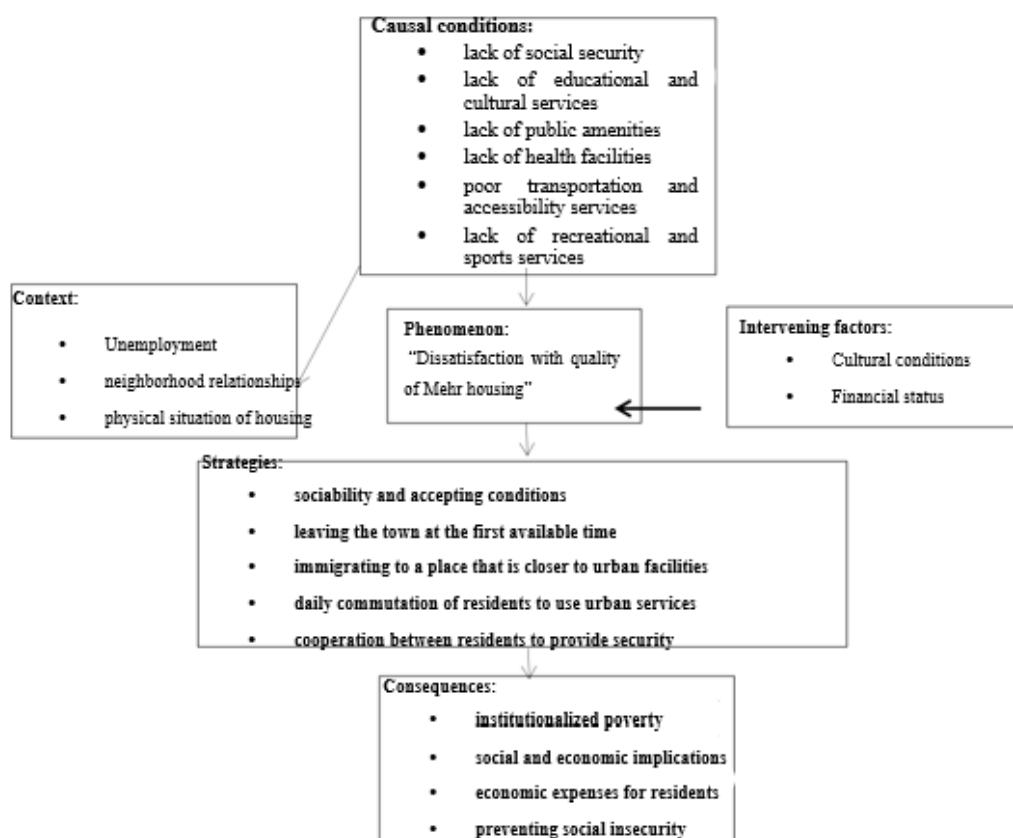 Causal conditions:
• lack of social security
• lack of educational and
cultural services
• lack of public amenities
• lack of health facilities
• poor transportation and
accessibility services
• lack of recreational and
sports services
Context:
• Unemployment
• neighborhood relationships
• physical situation of housing
Phenomenon:
“Dissatisfaction with quality
of Mehr housing”
Intervening factors:
• Cultural conditions
• Financial status
Strategies:
• sociability and accepting conditions
• leaving the town at the first available time
• immigrating to a place that is closer to urban facilities
• daily commutation of residents to use urban services
• cooperation between residents to provide security
Consequences:
• institutionalized poverty
• social and economic implications
• economic expenses for residents
• preventing social insecurity